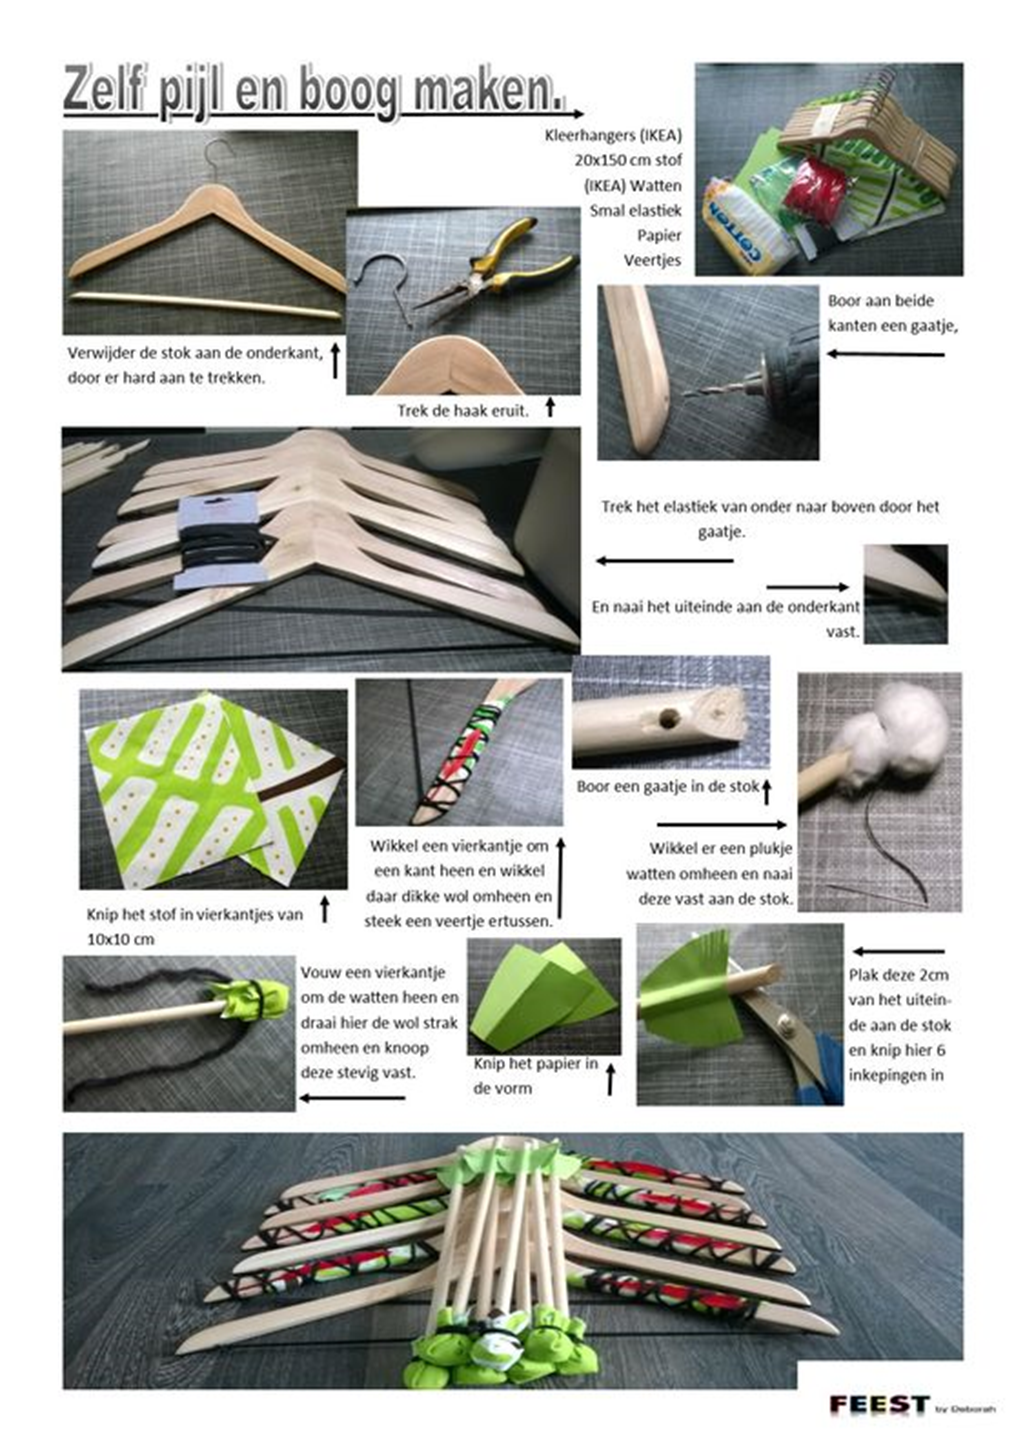 Zelf pijl en boog maken.
Kleerhangers (IKEA)
20x150 cm stof
(IKEA) Watten
Smal elastiek
Papier
Veertjes
COTTON
Verwijder de stok aan de onderkant,
door er hard aan te trekken.
Trek de haak eruit.
Boor aan beide
kanten een gaatje,
Trek het elastiek van onder naar boven door het
gaatje.
En naai het uiteinde aan de onderkant
vast.
Knip het stof in vierkantjes van
10x10 cm
Wikkel een vierkantje om
een kant heen en wikkel
daar dikke wol omheen en
steek een veertje ertussen.
Boor een gaatje in de stok
Wikkel er een plukje
watten omheen en naai
deze vast aan de stok.
Vouw een vierkantje
om de watten heen en
draai hier de wol strak
omheen en knoop
deze stevig vast.
Knip het papier in
de vorm
Plak deze 2cm
van het uitein-
de aan de stok
en knip hier 6
inkepingen in
FEEST by Deborah